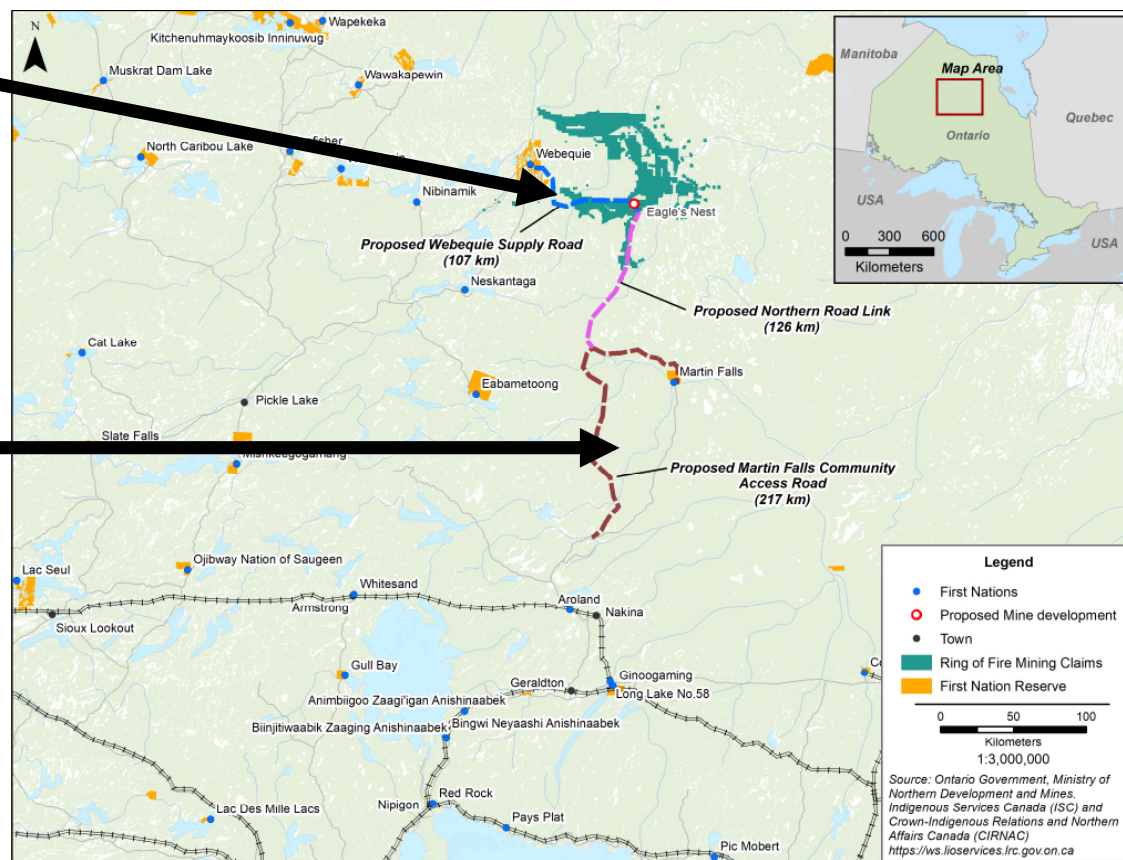 N
Wapekeka
Kitchenuhmaykoosib Inninuwug
Muskrat Dam Lake
Wawakapewin
North Caribou Lake
Webequie
Nibinamik
Eagle's Nest
Proposed Webequie Supply Road
(107 km)
Neskantaga
Proposed Northern Road Link
(126 km)
Cat Lake
Martin Falls
Eabametoong
Pickle Lake
Slate Falls
Mishkeegogamang
Proposed Martin Falls Community
Access Road
(217 km)
Ojibway Nation of Saugeen
Lac Seul
Whitesand
Armstrong
Aroland
Nakina
Sioux Lookout
Gull Bay
Ginoogaming
Geraldton
Long Lake No.58
Animbiigoo Zaagi'igan Anishinaabek
Bingwi Neyaashi Anishinaabek
Biinjitiwaabik Zaaging Anishinaabek
Red Rock
Nipigon
Lac Des Mille Lacs
Pays Plat
Pic Mobert
Manitoba
Map Area
Ontario
Quebec
USA
USA
0 300 600
Kilometers
Legend
First Nations
Proposed Mine development
Town
Ring of Fire Mining Claims
First Nation Reserve
0 50 100
Kilometers
1:3,000,000
Source: Ontario Government, Ministry of
Northern Development and Mines.
Indigenous Services Canada (ISC) and
Crown-Indigenous Relations and Northern
Affairs Canada (CIRNAC)
https://ws.lioservices.lrc.gov.on.ca